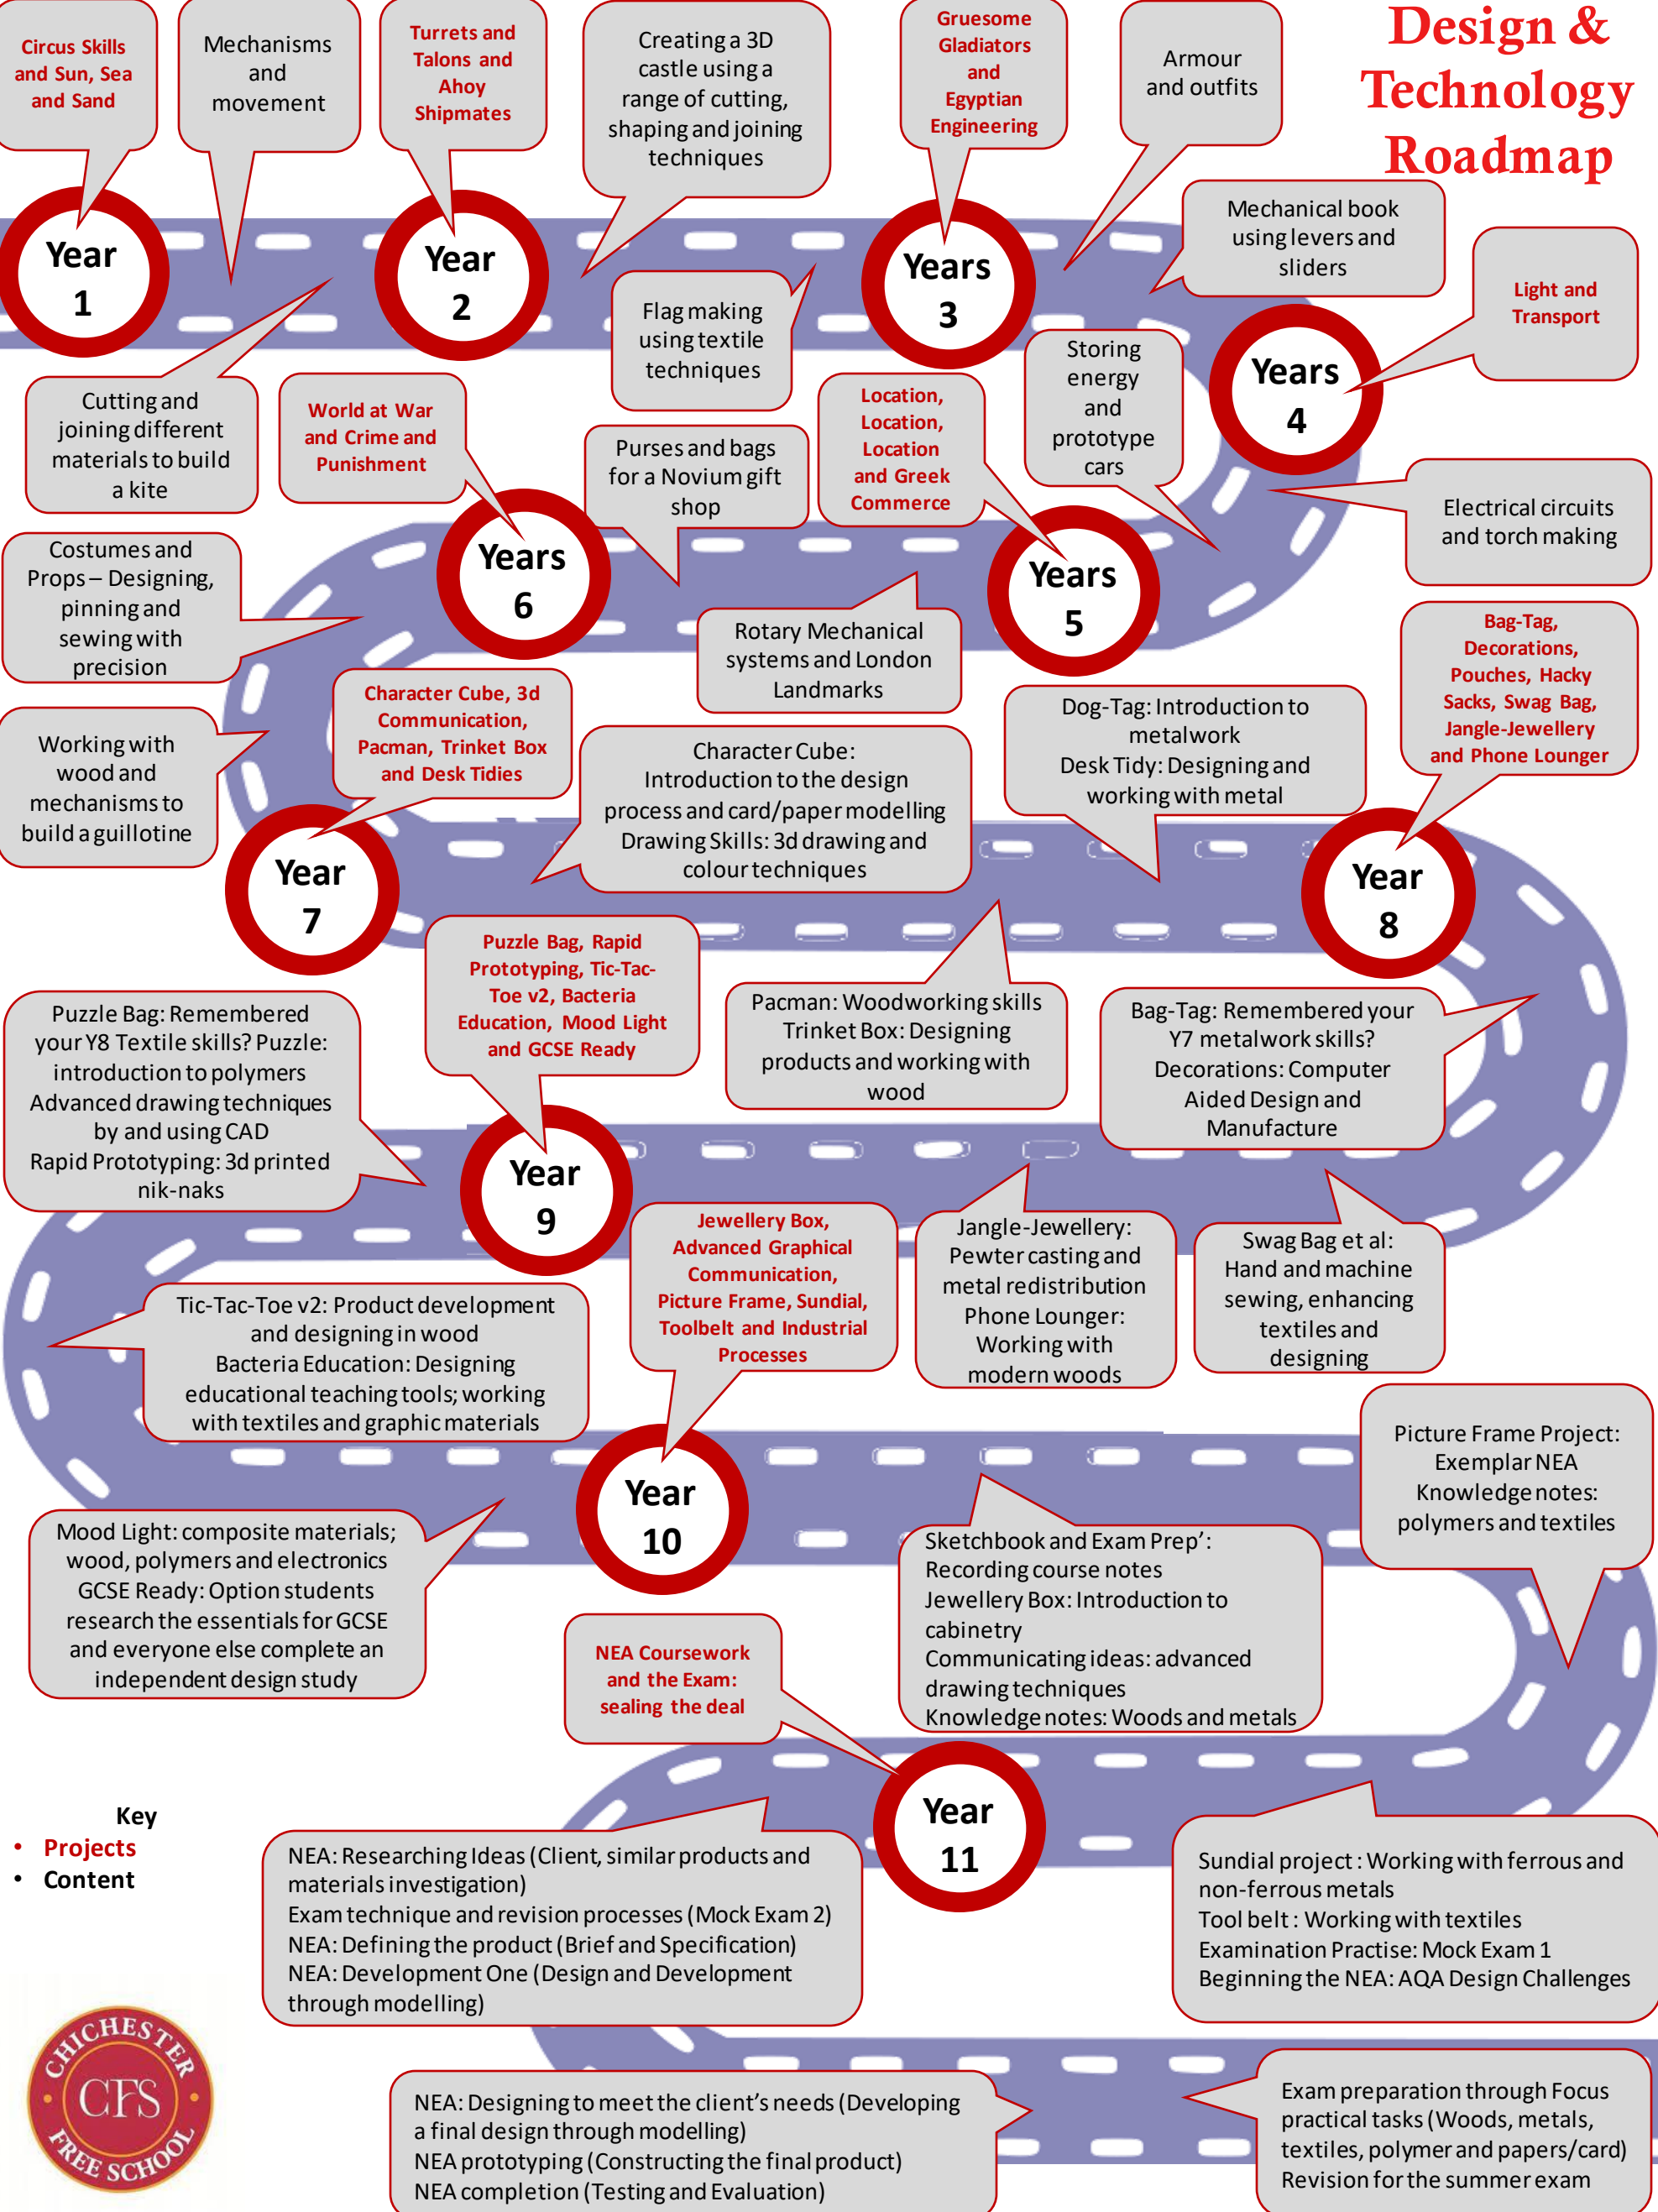 Design &
Technology
Roadmap
Circus Skills
and Sun, Sea
and Sand
Mechanisms
and
movement
Turrets and
Talons and
Ahoy
Shipmates
Creating a 3D
castle using a
range of cutting,
shaping and joining
techniques
Gruesome
Gladiators
and
Egyptian
Engineering
Armour
and outfits
Mechanical book
using levers and
sliders
Light and
Transport
Year
1
Year
2
Years
3
Years
4
Cutting and
joining different
materials to build
a kite
Flag making
using textile
techniques
Storing
energy
and
prototype
cars
World at War
and Crime and
Punishment
Purses and bags
for a Novium gift
shop
Location,
Location,
Location
and Greek
Commerce
Electrical circuits
and torch making
Years
5
Years
6
Costumes and
Props – Designing,
pinning and
sewing with
precision
Rotary Mechanical
systems and London
Landmarks
Working with
wood and
mechanisms to
build a guillotine
Character Cube, 3d
Communication,
Pacman, Trinket Box
and Desk Tidies
Character Cube:
Introduction to the design
process and card/paper modelling
Drawing Skills: 3d drawing and
colour techniques
Dog-Tag: Introduction to
metalwork
Desk Tidy: Designing and
working with metal
Bag-Tag,
Decorations,
Pouches, Hacky
Sacks, Swag Bag,
Jangle-Jewellery
and Phone Lounger
Year
7
Year
8
Puzzle Bag, Rapid
Prototyping, Tic-Tac-
Toe v2, Bacteria
Education, Mood Light
and GCSE Ready
Pacman: Woodworking skills
Trinket Box: Designing
products and working with
wood
Bag-Tag: Remembered your
Y7 metalwork skills?
Decorations: Computer
Aided Design and
Manufacture
Puzzle Bag: Remembered
your Y8 Textile skills? Puzzle:
introduction to polymers
Advanced drawing techniques
by and using CAD
Rapid Prototyping: 3d printed
nik-naks
Year
9
Jewellery Box,
Advanced Graphical
Communication,
Picture Frame, Sundial,
Toolbelt and Industrial
Processes
Jangle-Jewellery:
Pewter casting and
metal redistribution
Phone Lounger:
Working with
modern woods
Swag Bag et al:
Hand and machine
sewing, enhancing
textiles and
designing
Tic-Tac-Toe v2: Product development
and designing in wood
Bacteria Education: Designing
educational teaching tools; working
with textiles and graphic materials
Picture Frame Project:
Exemplar NEA
Knowledge notes:
polymers and textiles
Year
10
Mood Light: composite materials;
wood, polymers and electronics
GCSE Ready: Option students
research the essentials for GCSE
and everyone else complete an
independent design study
Sketchbook and Exam Prep’:
Recording course notes
Jewellery Box: Introduction to
cabinetry
Communicating ideas: advanced
drawing techniques
Knowledge notes: Woods and metals
NEA Coursework
and the Exam:
sealing the deal
Year
11
Key
• Projects
• Content
NEA: Researching Ideas (Client, similar products and
materials investigation)
Exam technique and revision processes (Mock Exam 2)
NEA: Defining the product (Brief and Specification)
NEA: Development One (Design and Development
through modelling)
Sundial project : Working with ferrous and
non-ferrous metals
Tool belt : Working with textiles
Examination Practise: Mock Exam 1
Beginning the NEA: AQA Design Challenges
CHICHESTER
CFS
FREE SCHOOL
NEA: Designing to meet the client’s needs (Developing
a final design through modelling)
NEA prototyping (Constructing the final product)
NEA completion (Testing and Evaluation)
Exam preparation through Focus
practical tasks (Woods, metals,
textiles, polymer and papers/card)
Revision for the summer exam